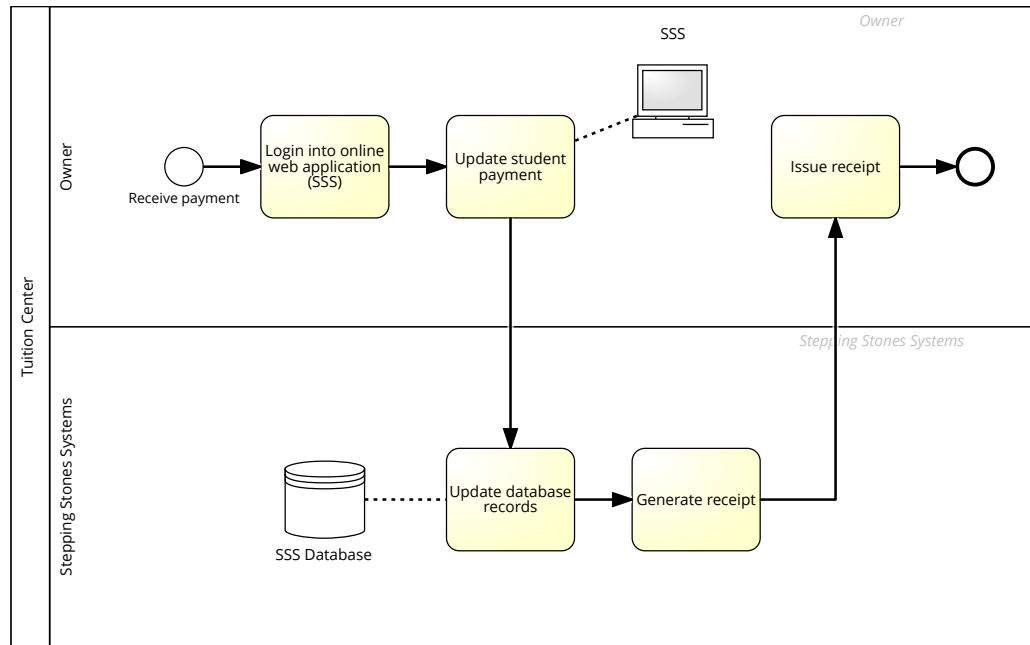 Owner
SSS
Owner
Login into online
web application
(SSS)
Update student
payment
Issue receipt
Receive payment
Tuition Center
Stepping Stones Systems
Stepping Stones Systems
Update database
records
Generate receipt
SSS Database